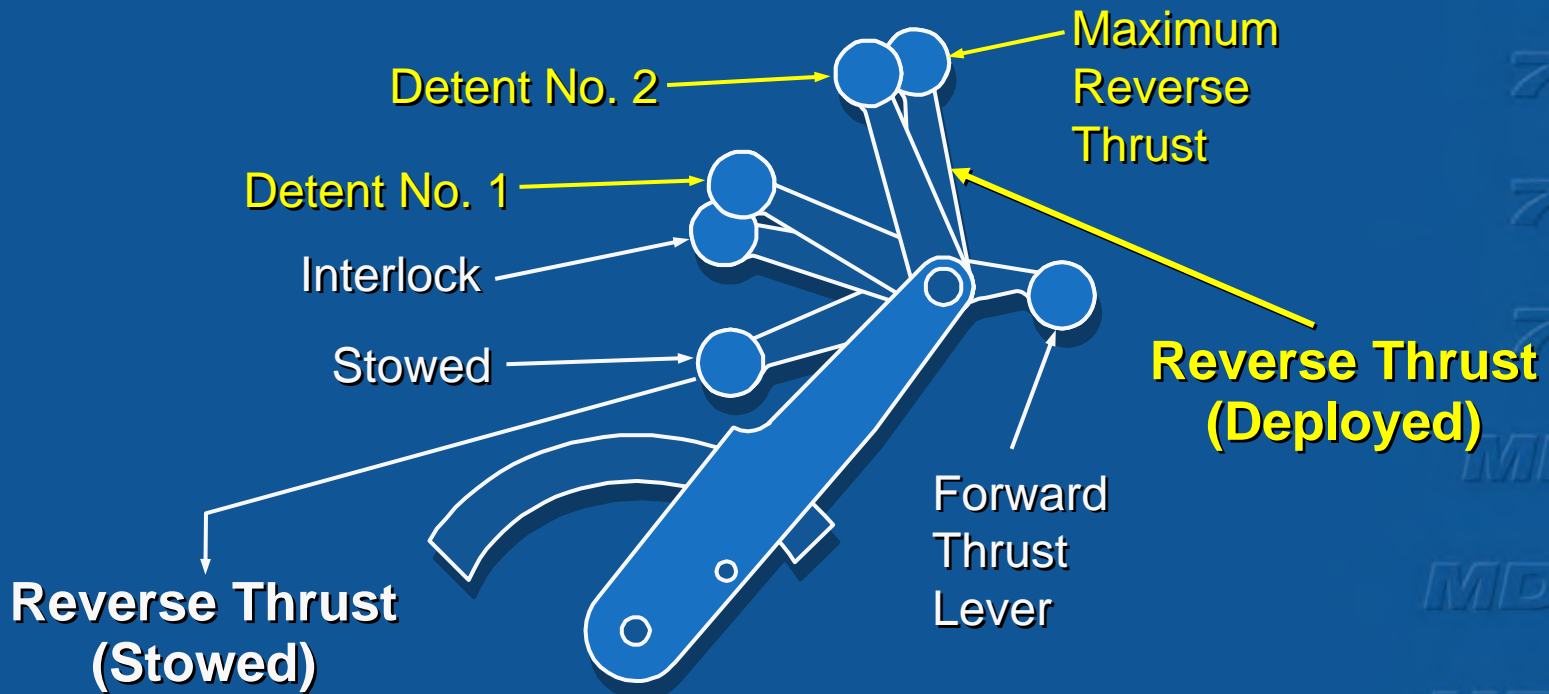 Maximum
Reverse
Thrust
Detent No. 2
Detent No. 1
Interlock
Stowed
Reverse Thrust
(Deployed)
Forward
Thrust
Lever
Reverse Thrust
(Stowed)